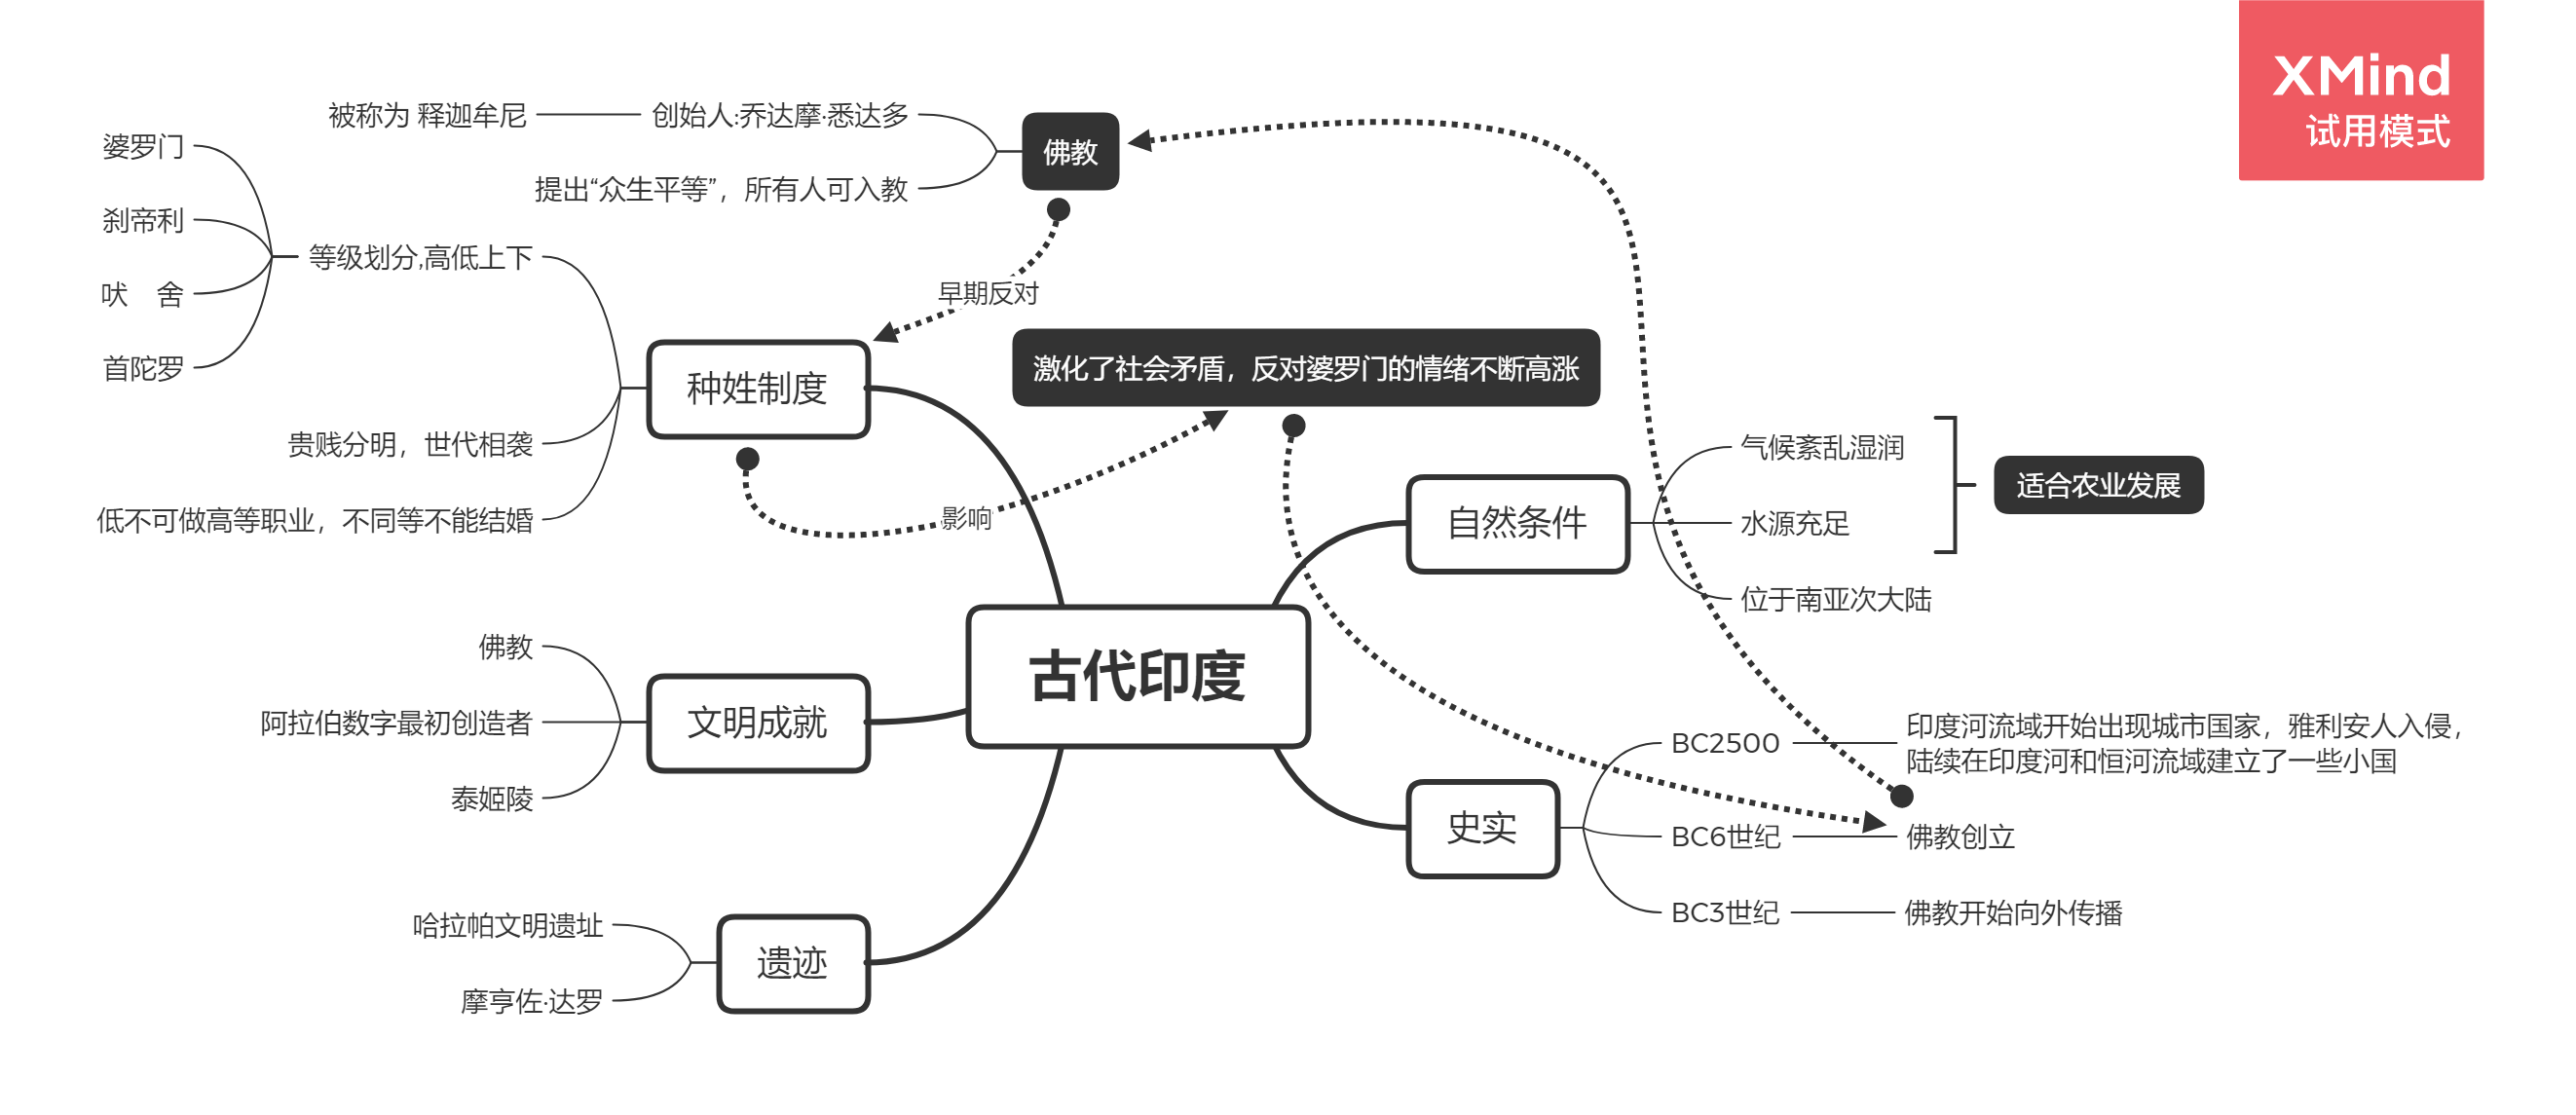 XMind
试用模式
佛教
创始人:乔达摩·悉达多
被称为 释迦牟尼
提出“众生平等”，所有人可入教
早期反对
种姓制度
等级划分,高低上下
婆罗门
刹帝利
吠 舍
首陀罗
贵贱分明，世代相袭
低不可做高等职业，不同等不能结婚
影响
激化了社会矛盾，反对婆罗门的情绪不断高涨
古代印度
文明成就
佛教
阿拉伯数字最初创造者
泰姬陵
遗迹
哈拉帕文明遗址
摩亨佐·达罗
自然条件
气候紊乱湿润
水源充足
位于南亚次大陆
适合农业发展
史实
BC2500
印度河流域开始出现城市国家，雅利安人入侵，
陆续在印度河和恒河流域建立了一些小国
BC6世纪
佛教创立
BC3世纪
佛教开始向外传播